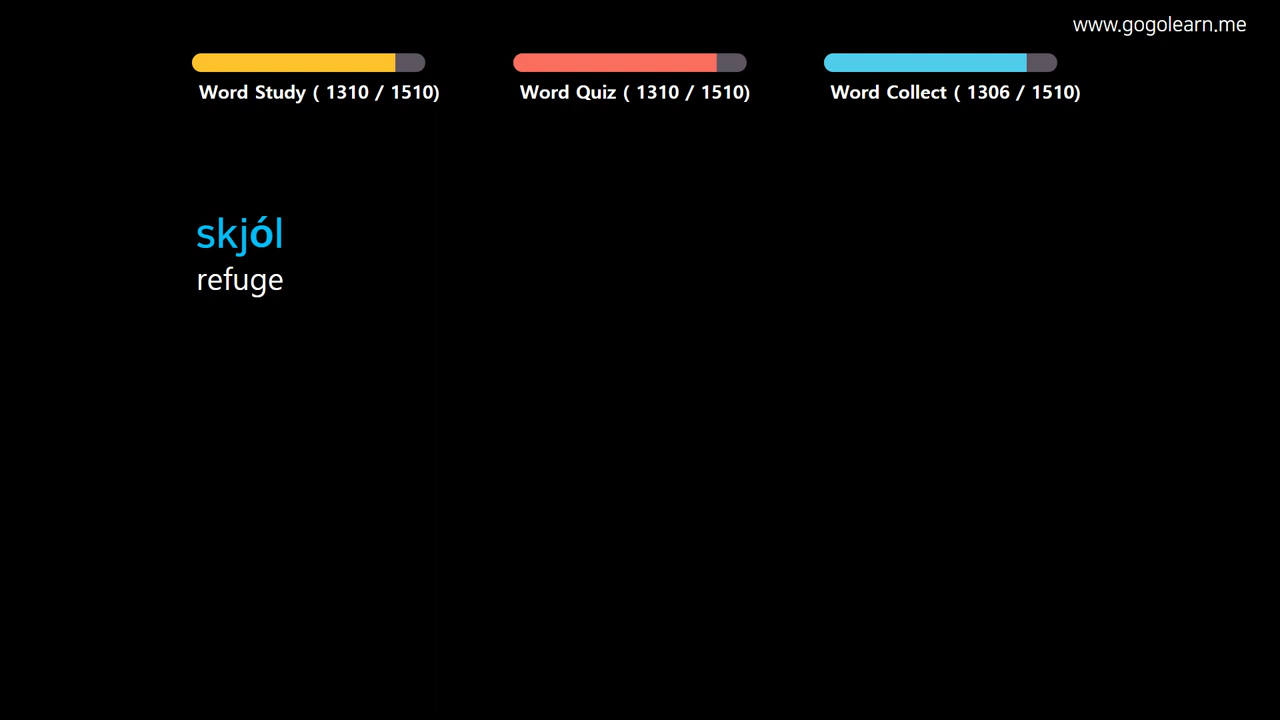 www.gogolearn.me
Word Study ( 1310 / 1510)
Word Quiz ( 1310 / 1510)
Word Collect ( 1306 / 1510)
skjól
refuge